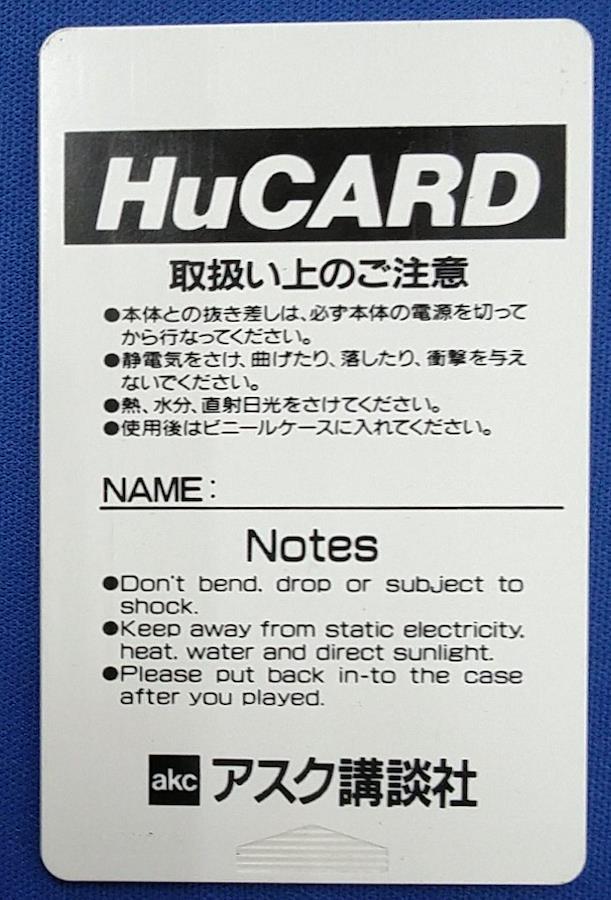 HuCARD
取扱い上のご注意
●本体との抜き差しは、必ず本体の電源を切って
から行なってください。
●静電気をさけ、曲げたり、落したり、衝撃を与え
ないでください。
●熱、水分、直射日光をさけてください。
●使用後はビニールケースに入れてください。
NAME:
Notes
●Don't bend. drop or subject to
shock.
●Keep away from static electricity.
heat. water and direct sunlight.
●Please put back in-to the case
after you played.
akc アスク講談社